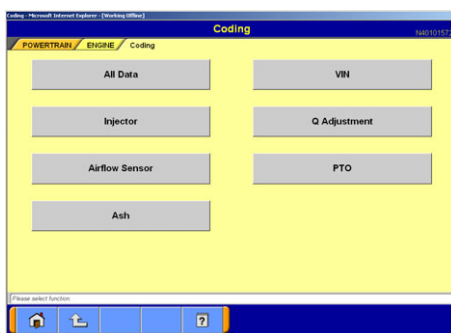 Coding - Microsoft Internet Explorer - [Working Offline]
Coding
POWERTRAIN ENGINE Coding
All Data
VIN
Injector
Q Adjustment
Airflow Sensor
PTO
Ash
Please select function.
?